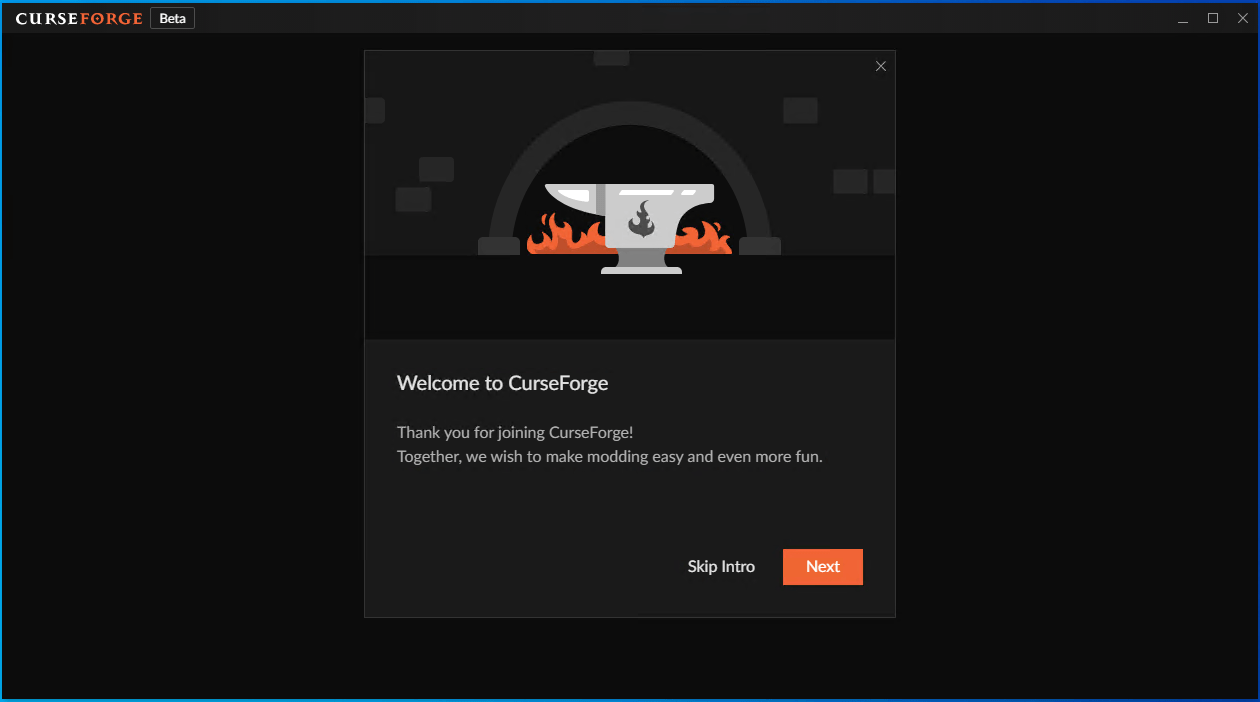 CURSEFORGE Beta
Welcome to CurseForge
Thank you for joining CurseForge!
Together, we wish to make modding easy and even more fun.
Skip Intro Next